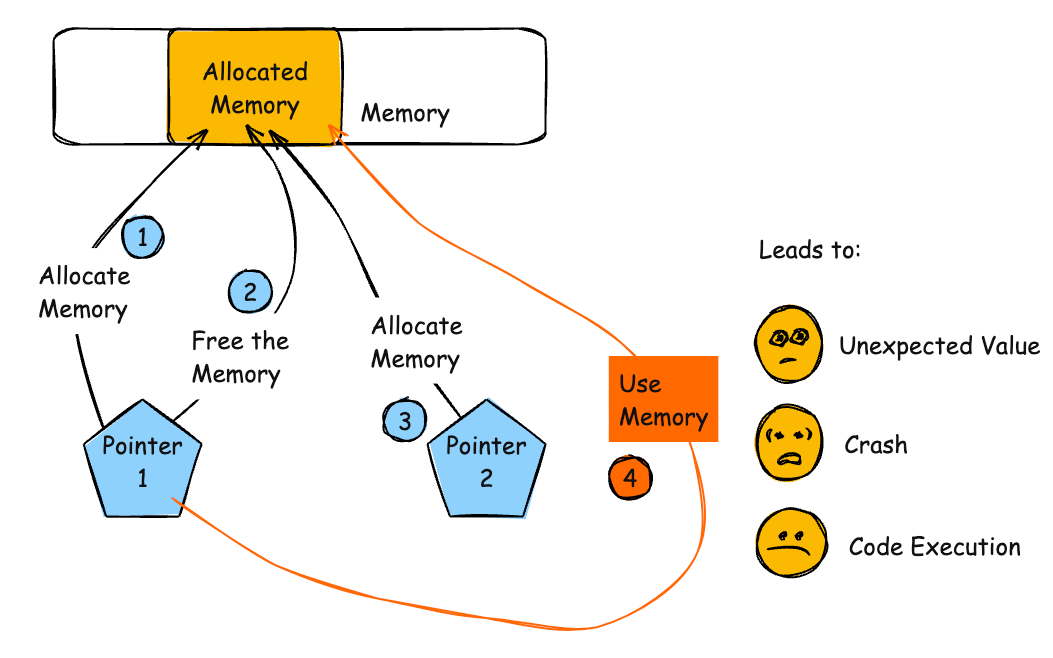 Allocated
Memory
Memory
1
Allocate
Memory
2
Free the
Memory
Allocate
Memory
3
Pointer
1
Pointer
2
Use
Memory
4
Leads to:
Unexpected Value
Crash
Code Execution